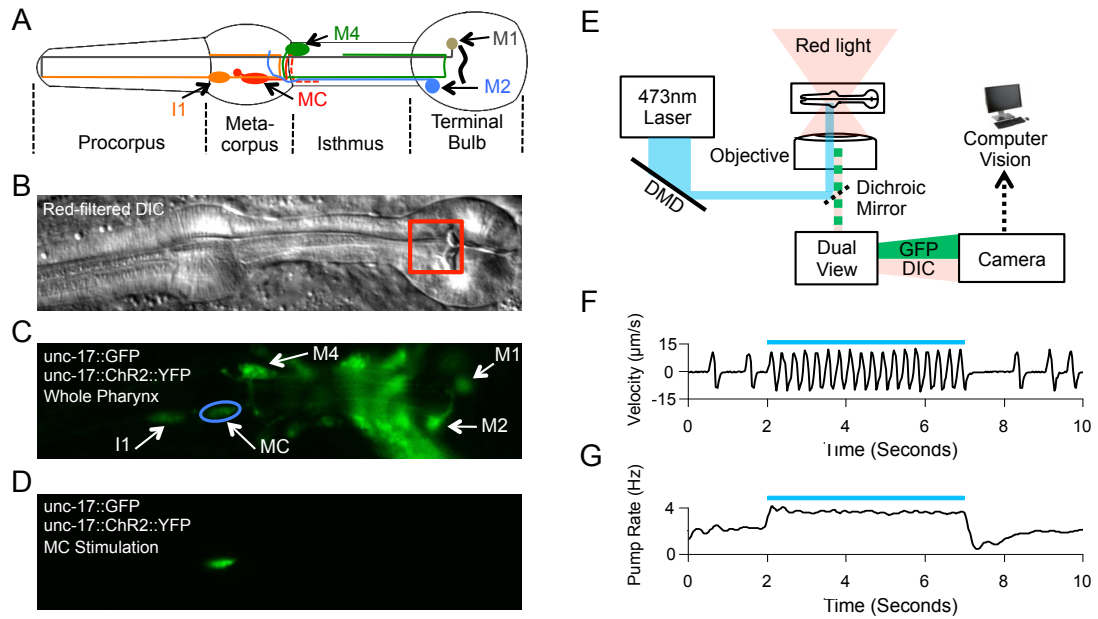 A
M4
M1
I1
MC
M2
Procorpus
Meta-
corpus
Isthmus
Terminal
Bulb
B
Red-filtered DIC
C
unc-17::GFP
unc-17::ChR2::YFP
Whole Pharynx
M4
M1
I1
MC
M2
D
unc-17::GFP
unc-17::ChR2::YFP
MC Stimulation
E
Red light
473nm
Laser
Objective
DMD
Dichroic
Mirror
Computer
Vision
Dual
View
GFP
DIC
Camera
F
Velocity (µm/s)
15
0
-15
0 2 4 6 8 10
Time (Seconds)
G
Pump Rate (Hz)
4
0
0 2 4 6 8 10
Time (Seconds)